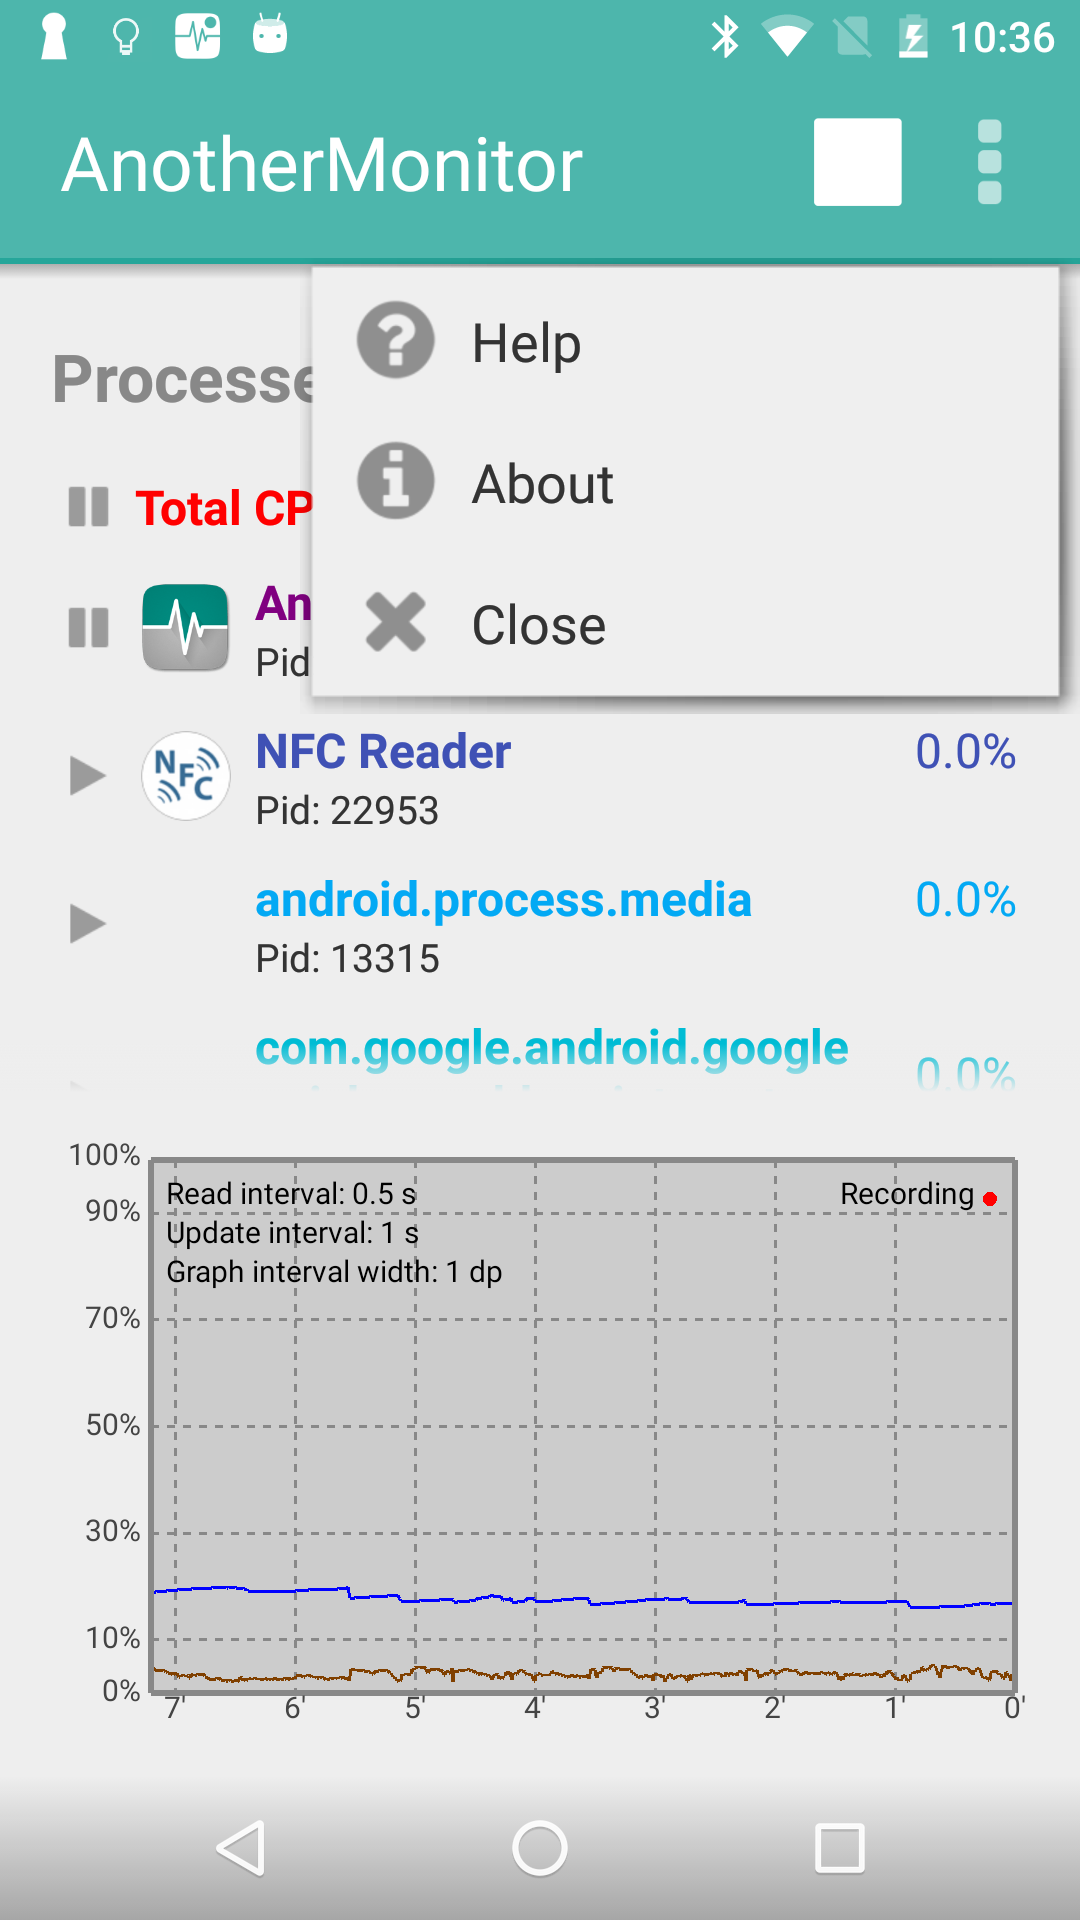 10:36
AnotherMonitor
Help
About
Close
Processe
Total CP
An
Pid
NFC Reader 0.0%
Pid: 22953
android.process.media 0.0%
Pid: 13315
com.google.android.google 0.0%
100%
Read interval: 0.5 s Recording
90%
Update interval: 1 s
Graph interval width: 1 dp
70%
50%
30%
10%
0%
7' 6' 5' 4' 3' 2' 1' 0'